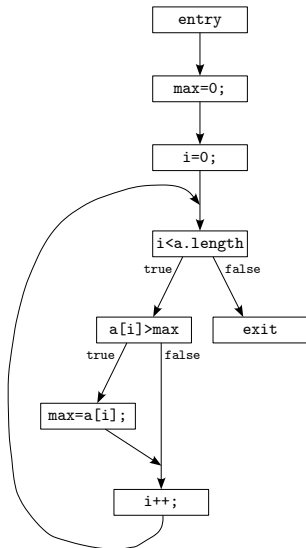 entry
max=0;
i=0;
i<a.length
true
false
a[i]>max
exit
true
false
max=a[i];
i++;